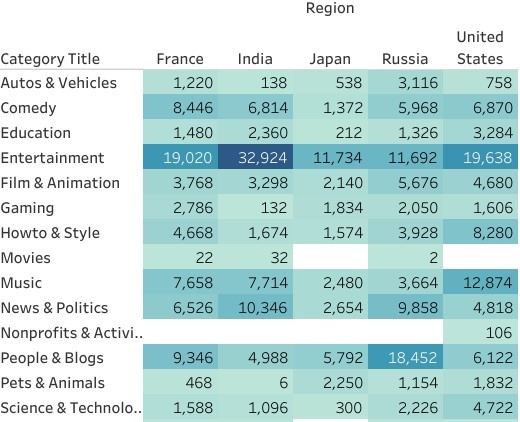 Region
Category Title France India Japan Russia United States
Autos & Vehicles 1,220 138 538 3,116 758
Comedy 8,446 6,814 1,372 5,968 6,870
Education 1,480 2,360 212 1,326 3,284
Entertainment 19,020 32,924 11,734 11,692 19,638
Film & Animation 3,768 3,298 2,140 5,676 4,680
Gaming 2,786 132 1,834 2,050 1,606
Howto & Style 4,668 1,674 1,574 3,928 8,280
Movies 22 32 2
Music 7,658 7,714 2,480 3,664 12,874
News & Politics 6,526 10,346 2,654 9,858 4,818
Nonprofits & Activi.. 106
People & Blogs 9,346 4,988 5,792 18,452 6,122
Pets & Animals 468 6 2,250 1,154 1,832
Science & Technolo.. 1,588 1,096 300 2,226 4,722